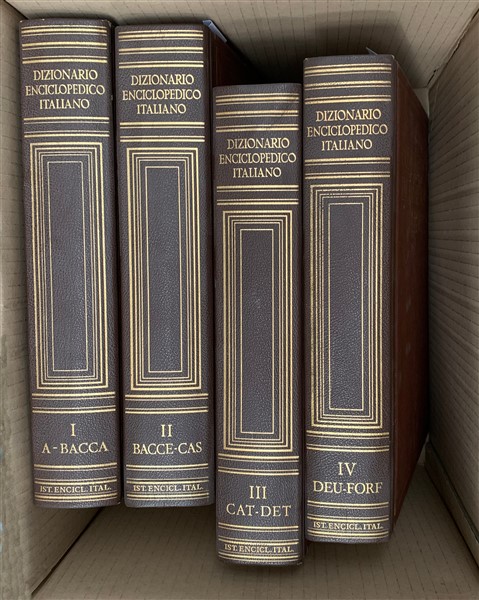 DIZIONARIO
ENCICLOPEDICO
ITALIANO
I
A-BACCA
IST. ENCICL. ITAL.
DIZIONARIO
ENCICLOPEDICO
ITALIANO
II
BACCE-CAS
IST. ENCICL. ITAL.
DIZIONARIO
ENCICLOPEDICO
ITALIANO
III
CAT-DET
IST. ENCICL. ITAL.
DIZIONARIO
ENCICLOPEDICO
ITALIANO
IV
DEU-FORF
IST. ENCICL. ITAL.